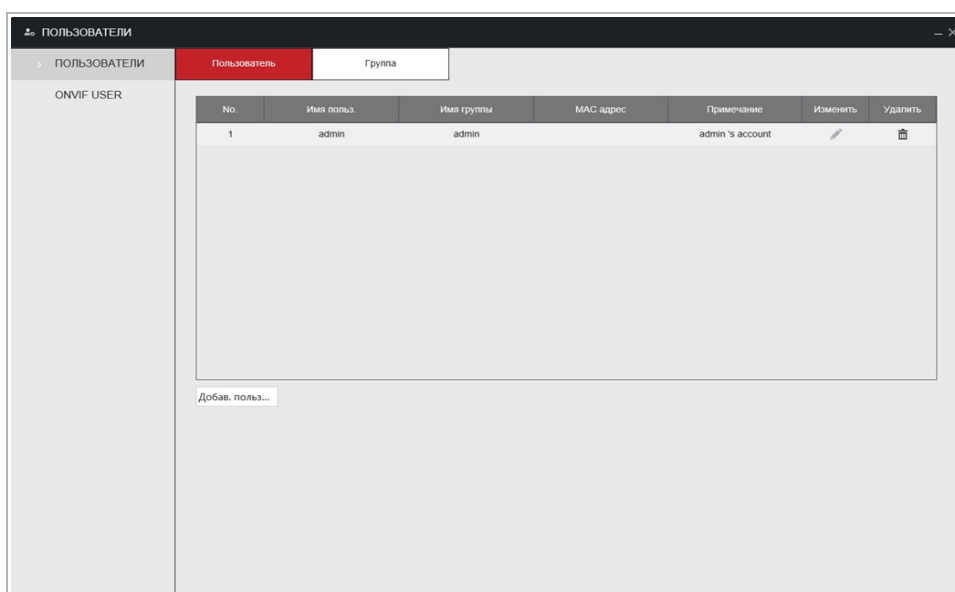 ПОЛЬЗОВАТЕЛИ
ПОЛЬЗОВАТЕЛИ
ONVIF USER
Пользователь Группа
No. Имя польз. Имя группы MAC адрес Примечание Изменить Удалить
1 admin admin admin 's account
Добав. польз...